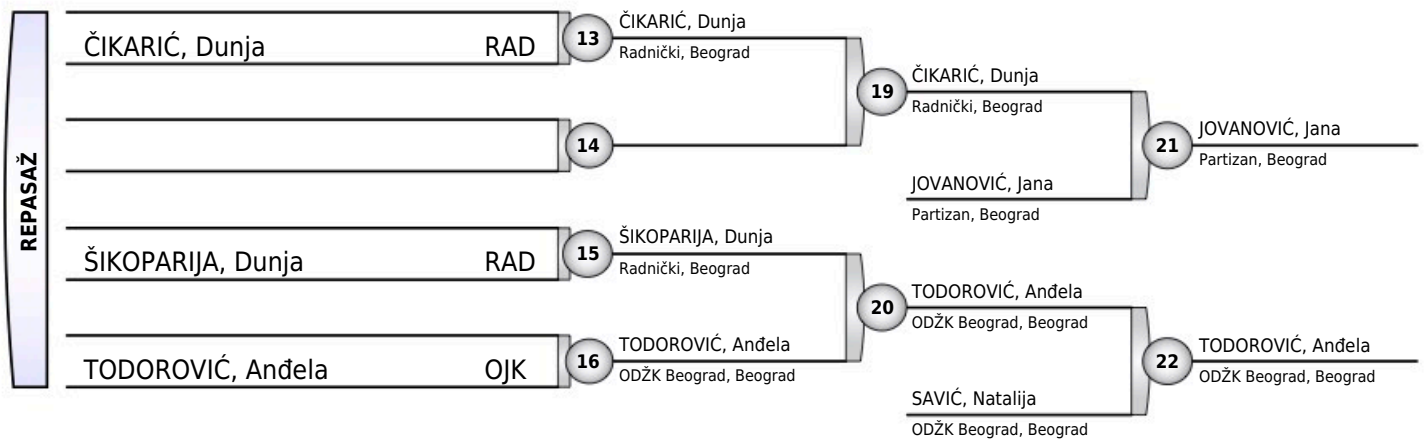 REPASAŽ
ČIKARIĆ, Dunja RAD
13
ČIKARIĆ, Dunja
Radnički, Beograd
14
19
ČIKARIĆ, Dunja
Radnički, Beograd
JOVANOVIĆ, Jana
Partizan, Beograd
21
JOVANOVIĆ, Jana
Partizan, Beograd
ŠIKOPARIJA, Dunja RAD
15
ŠIKOPARIJA, Dunja
Radnički, Beograd
TODOROVIĆ, Anđela OJK
16
TODOROVIĆ, Anđela
ODŽK Beograd, Beograd
20
TODOROVIĆ, Anđela
ODŽK Beograd, Beograd
SAVIĆ, Natalija
ODŽK Beograd, Beograd
22
TODOROVIĆ, Anđela
ODŽK Beograd, Beograd